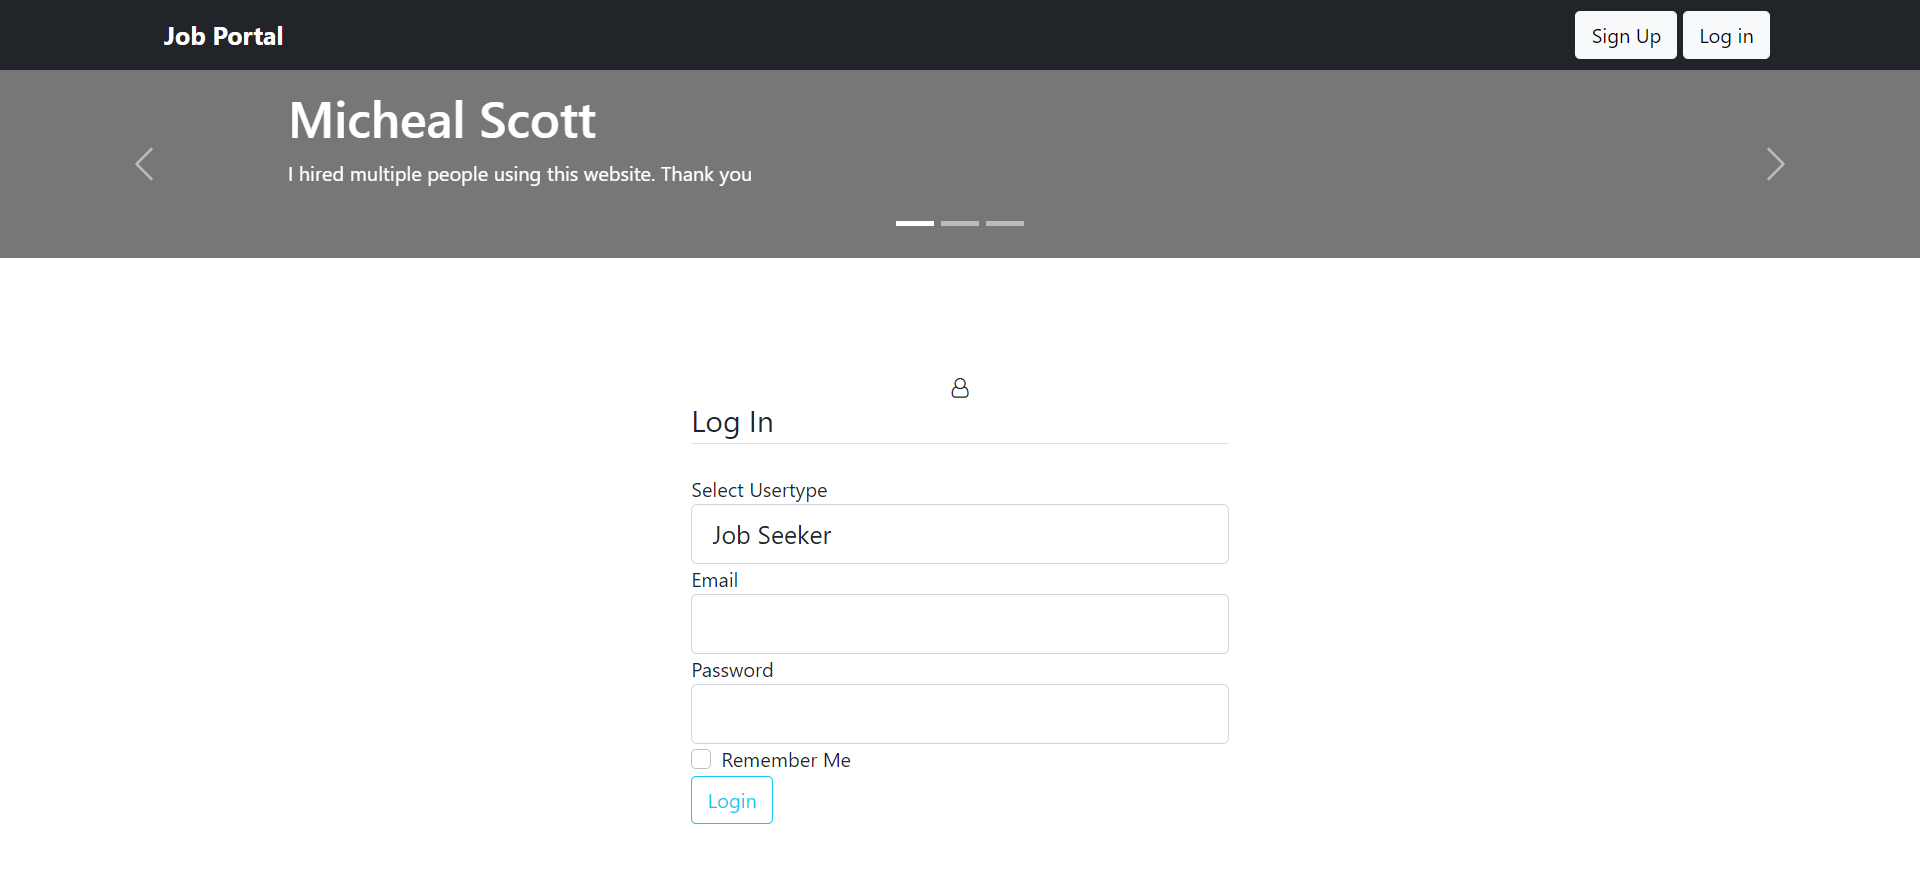 Job Portal
Sign Up
Log in
Micheal Scott
I hired multiple people using this website. Thank you
Log In
Select Usertype
Job Seeker
Email
Password
Remember Me
Login